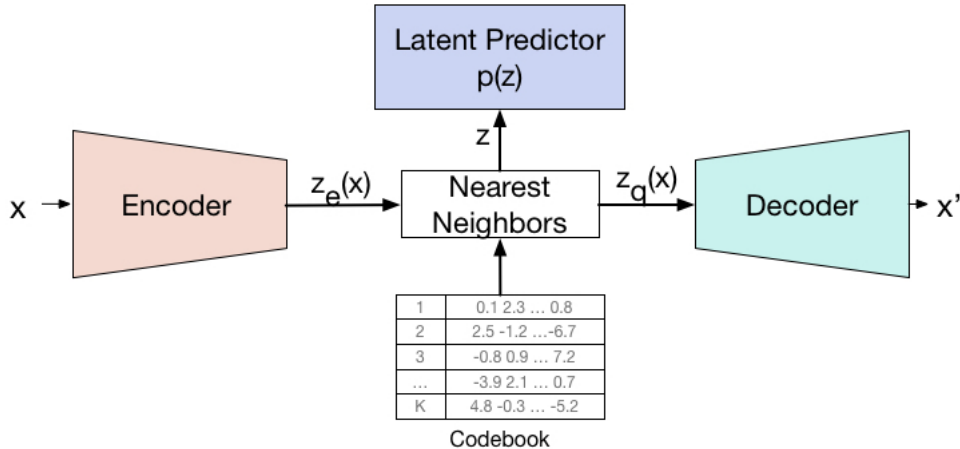 Latent Predictor
p(z)
z
x
Encoder
z_e(x)
Nearest
Neighbors
z_q(x)
Decoder
x'
1 0.1 2.3 ... 0.8
2 2.5 -1.2 ...-6.7
3 -0.8 0.9 ... 7.2
... -3.9 2.1 ... 0.7
K 4.8 -0.3 ... -5.2
Codebook